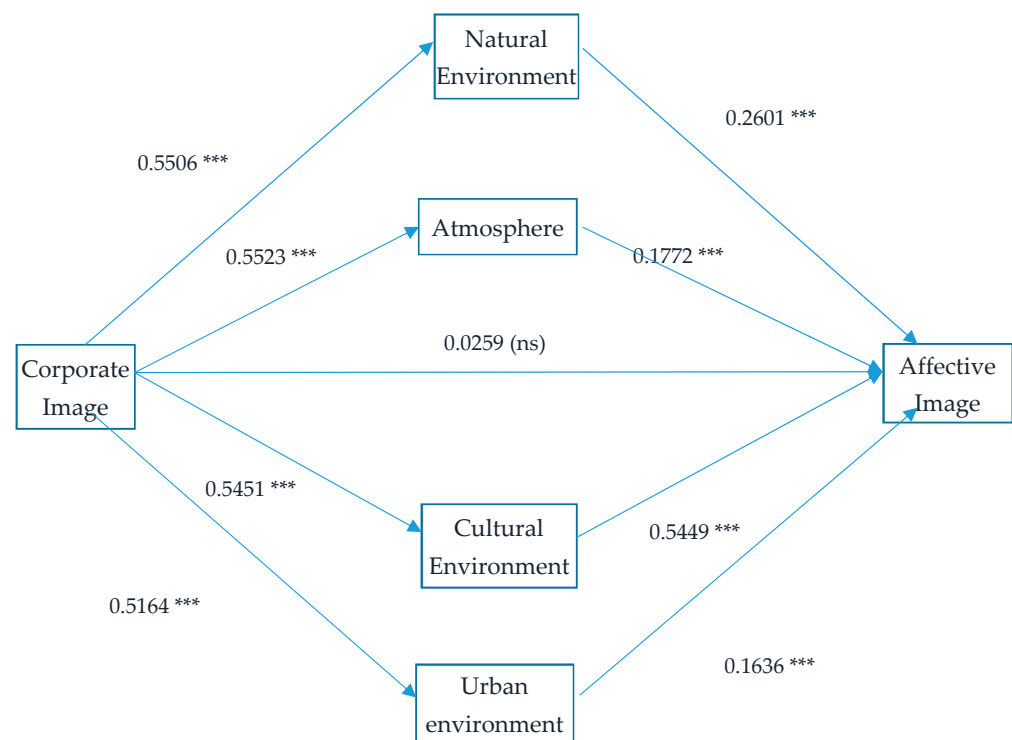 Natural
Environment
0.2601 ***
0.5506 ***
Atmosphere
0.5523 ***
0.1772 ***
0.0259 (ns)
Corporate
Image
Affective
Image
0.5451 ***
Cultural
Environment
0.5449 ***
0.5164 ***
Urban
environment
0.1636 ***